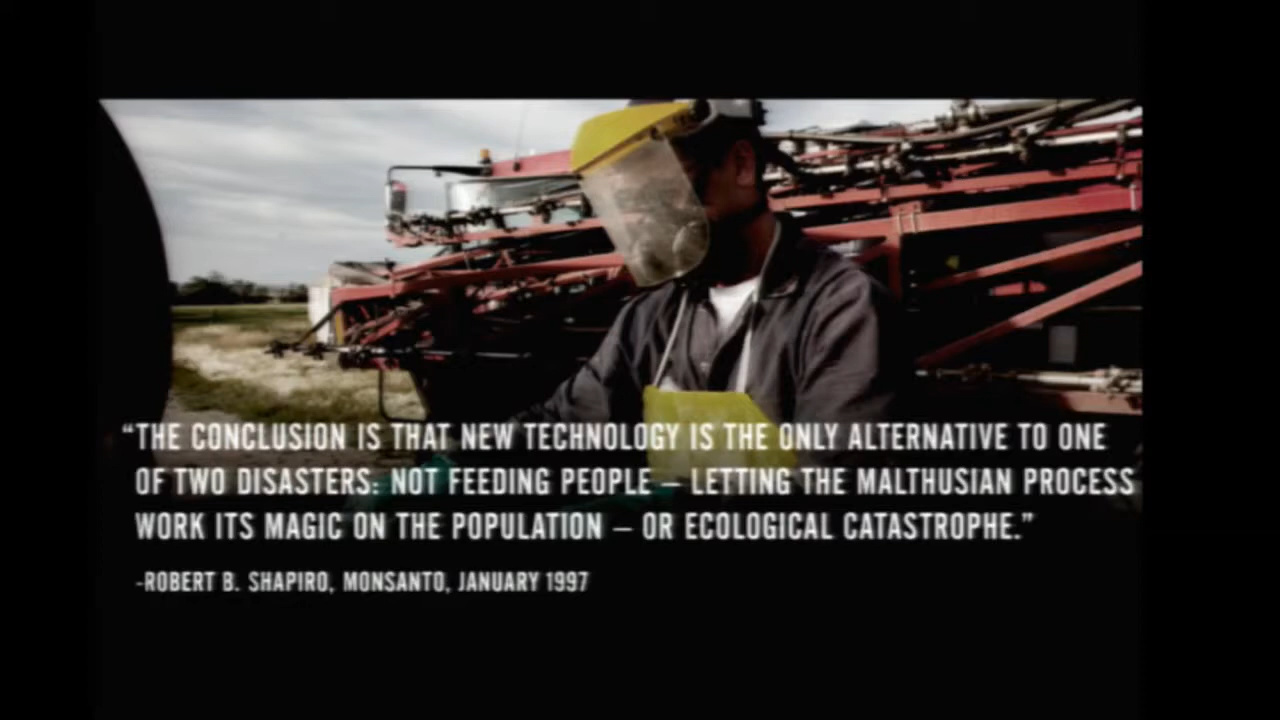 “THE CONCLUSION IS THAT NEW TECHNOLOGY IS THE ONLY ALTERNATIVE TO ONE
OF TWO DISASTERS: NOT FEEDING PEOPLE – LETTING THE MALTHUSIAN PROCESS
WORK ITS MAGIC ON THE POPULATION – OR ECOLOGICAL CATASTROPHE.”
-ROBERT B. SHAPIRO, MONSANTO, JANUARY 1997